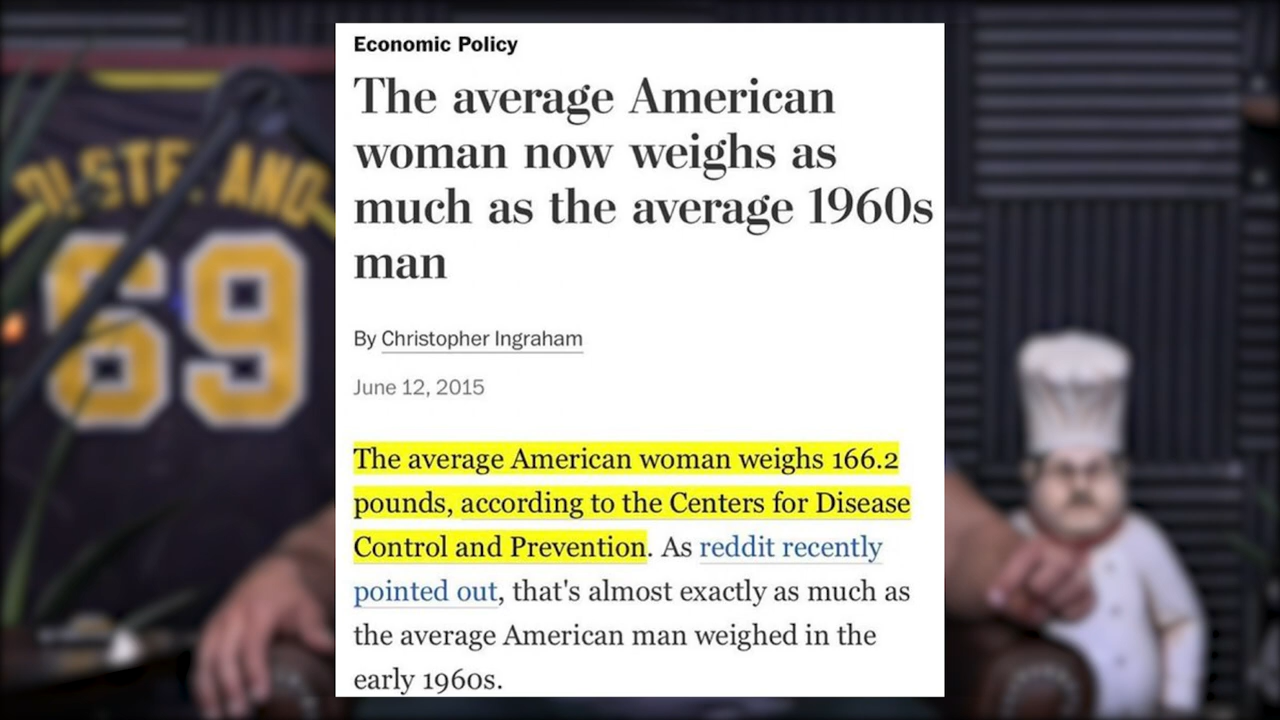 Economic Policy
The average American
woman now weighs as
much as the average 1960s
man
By Christopher Ingraham
June 12, 2015
The average American woman weighs 166.2
pounds, according to the Centers for Disease
Control and Prevention. As reddit recently
pointed out, that's almost exactly as much as
the average American man weighed in the
early 1960s.
69